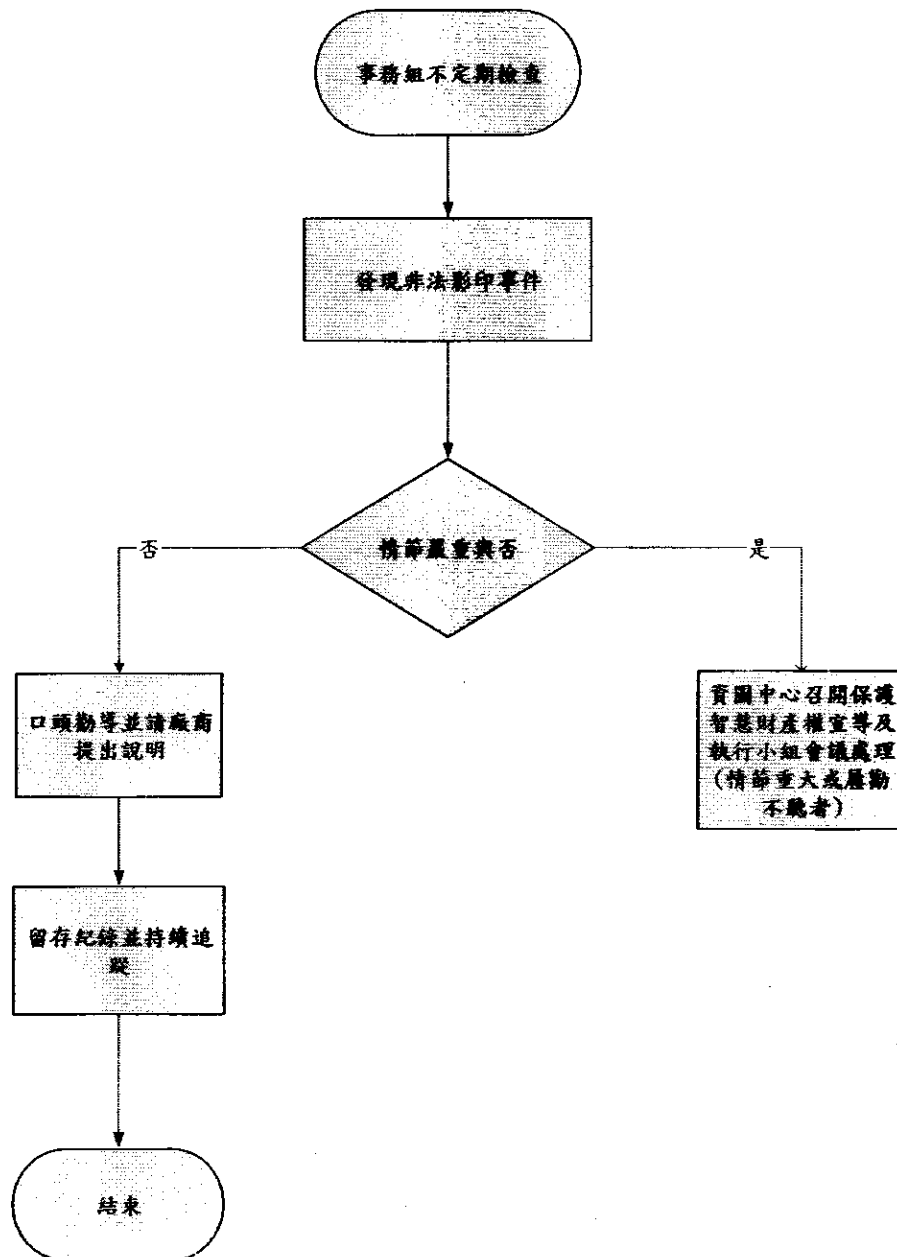 事務組不定期檢查
發現非法影印事件
情節嚴重與否
否
是
口頭勸導並請廠商
提出說明
資圖中心召開保護
智慧財產權宣導及
執行小組會議處理
(情節重大或屢勸
不聽者)
留存紀錄並持續追
蹤
結束